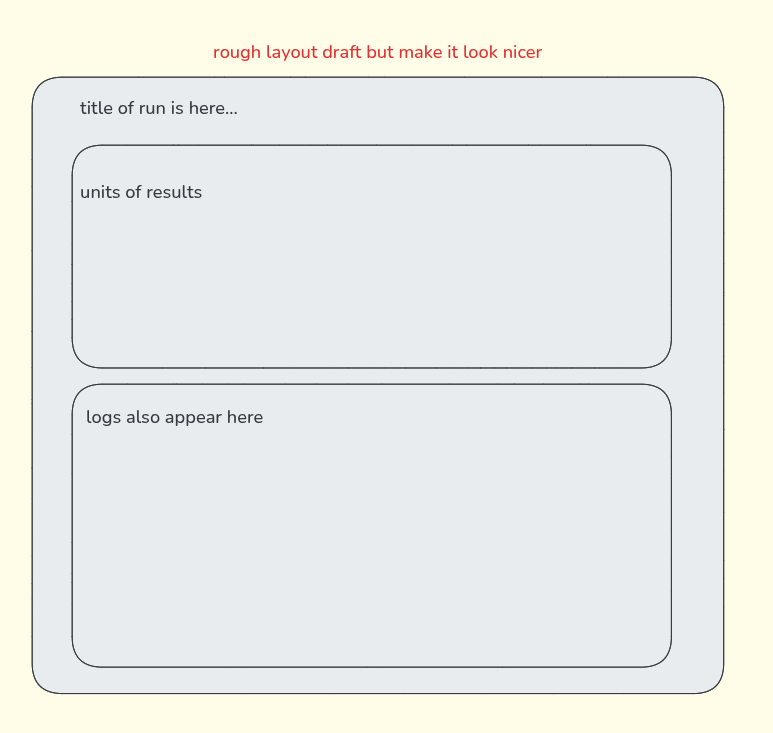 rough layout draft but make it look nicer
title of run is here...
units of results
logs also appear here